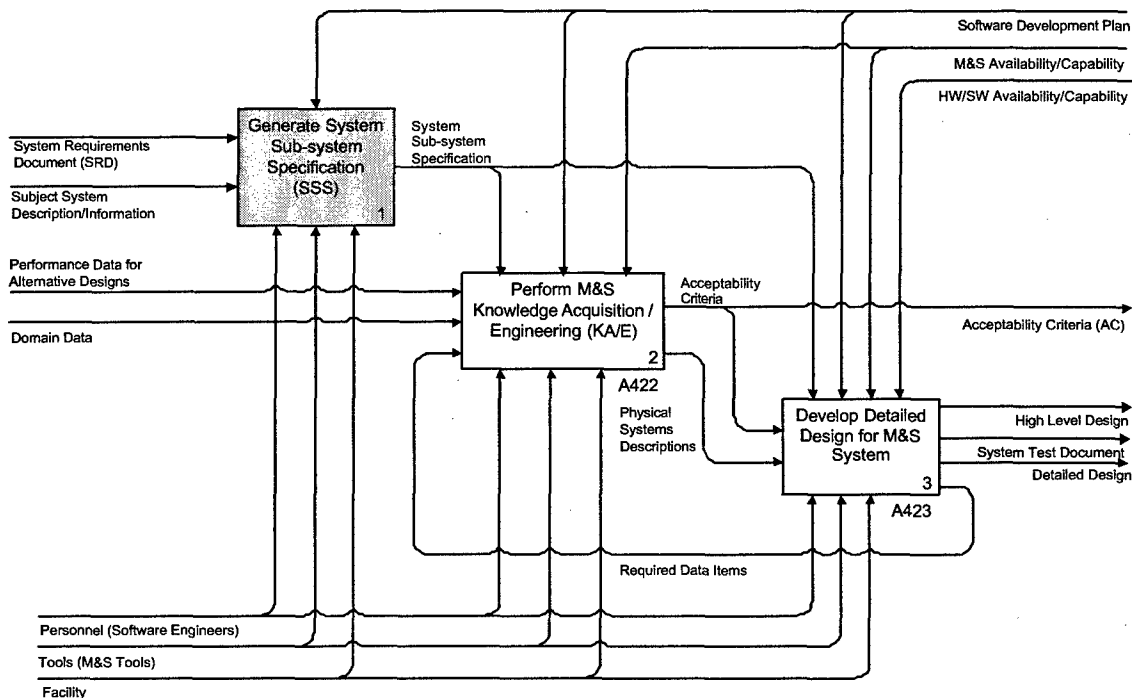 Software Development Plan
M&S Availability/Capability
HW/SW Availability/Capability
Generate System
Sub-system
Specification
(SSS)
1
System
Sub-system
Specification
System Requirements
Document (SRD)
Subject System
Description/Information
Performance Data for
Alternative Designs
Domain Data
Perform M&S
Knowledge Acquisition /
Engineering (KA/E)
2
A422
Acceptability
Criteria
Acceptability Criteria (AC)
Physical
Systems
Descriptions
Develop Detailed
Design for M&S
System
3
A423
High Level Design
System Test Document
Detailed Design
Required Data Items
Personnel (Software Engineers)
Tools (M&S Tools)
Facility